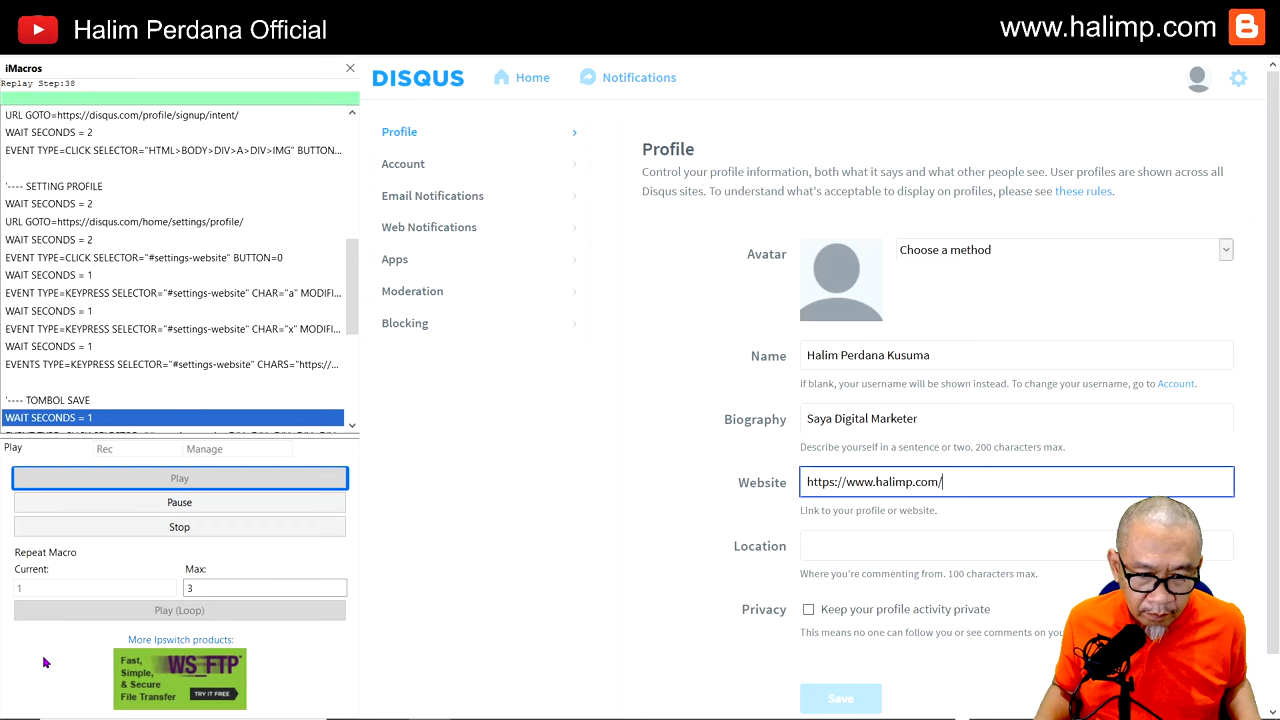 Halim Perdana Official
www.halimp.com
iMacros
Replay Step:38
URL GOTO=https://disqus.com/profile/signup/intent/
WAIT SECONDS = 2
EVENT TYPE=CLICK SELECTOR="HTML>BODY>DIV>A>DIV>IMG" BUTTON...
'---- SETTING PROFILE
WAIT SECONDS = 2
URL GOTO=https://disqus.com/home/settings/profile/
WAIT SECONDS = 2
EVENT TYPE=CLICK SELECTOR="#settings-website" BUTTON=0
WAIT SECONDS = 1
EVENT TYPE=KEYPRESS SELECTOR="#settings-website" CHAR="a" MODIFI...
WAIT SECONDS = 1
EVENT TYPE=KEYPRESS SELECTOR="#settings-website" CHAR="x" MODIFI...
WAIT SECONDS = 1
EVENTS TYPE=KEYPRESS SELECTOR="#settings-website" CHARS="https://...
'---- TOMBOL SAVE
WAIT SECONDS = 1
Play
Rec
Manage
Play
Pause
Stop
Repeat Macro
Current:
Max:
1
3
Play (Loop)
More Ipswitch products:
Fast,
Simple,
& Secure
File Transfer
WS_FTP
TRY IT FREE
DISQUS
Home
Notifications
Profile
Account
Email Notifications
Web Notifications
Apps
Moderation
Blocking
Profile
Control your profile information, both what it says and what other people see. User profiles are shown across all
Disqus sites. To understand what's acceptable to display on profiles, please see these rules.
Avatar
Choose a method
Name
Halim Perdana Kusuma
If blank, your username will be shown instead. To change your username, go to Account.
Biography
Saya Digital Marketer
Describe yourself in a sentence or two. 200 characters max.
Website
https://www.halimp.com/
Link to your profile or website.
Location
Where you're commenting from. 100 characters max.
Privacy
Keep your profile activity private
This means no one can follow you or see comments on you
Save